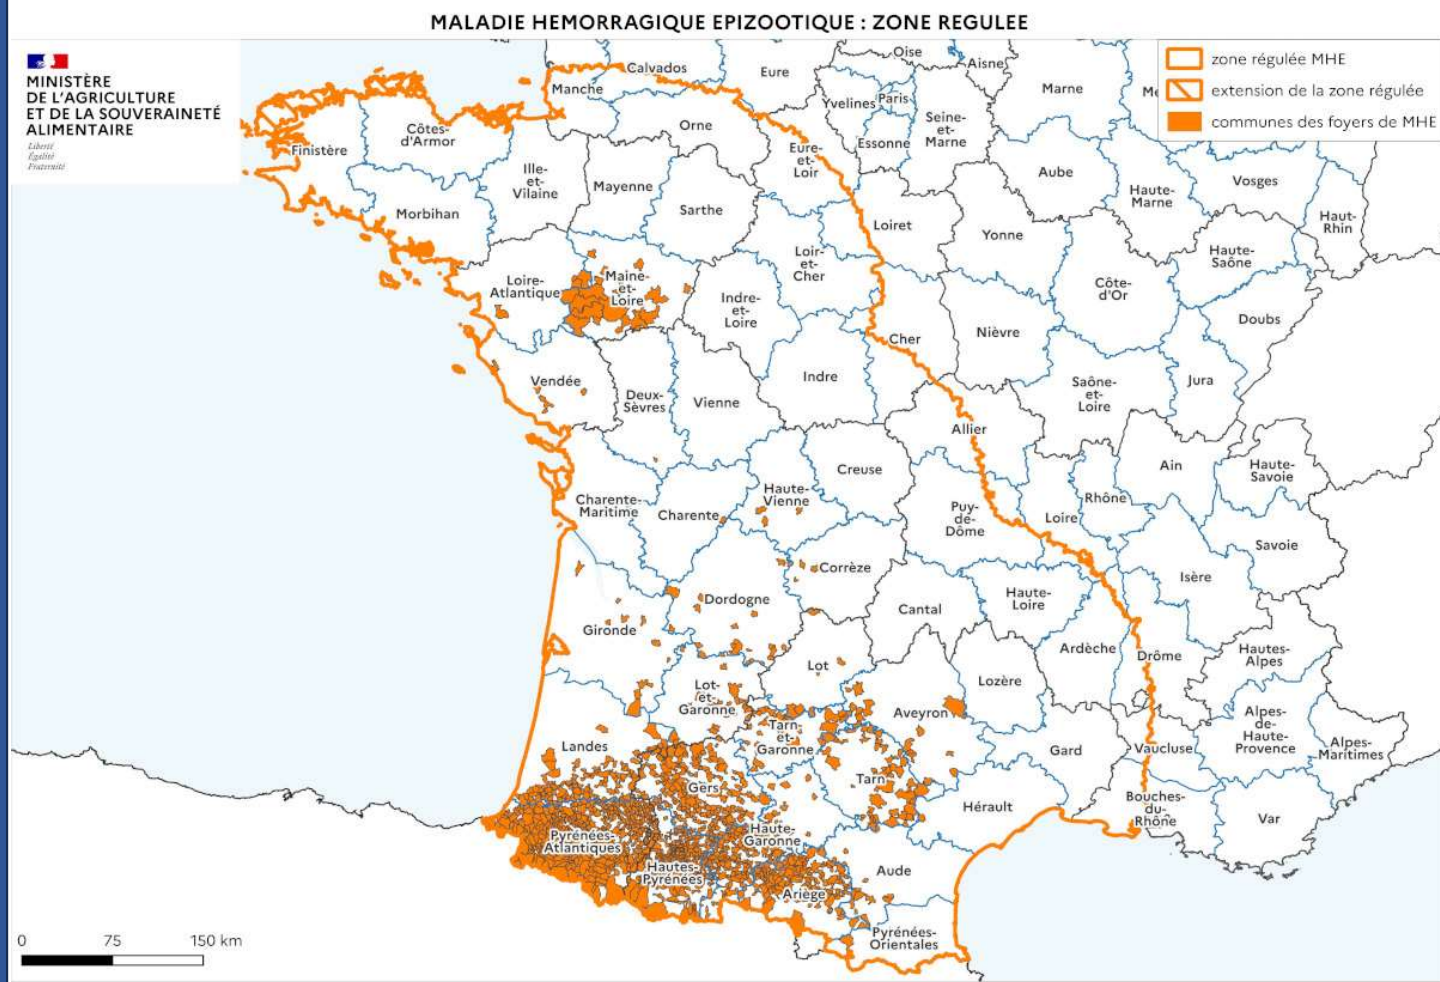 MALADIE HEMORRAGIQUE EPIZOOTIQUE : ZONE REGULEE
MINISTÈRE
DE L'AGRICULTURE
ET DE LA SOUVERAINETÉ
ALIMENTAIRE
Liberté
Égalité
Fraternité
zone régulée MHE
extension de la zone régulée
communes des foyers de MHE
Oise
Aisne
Calvados
Eure
Marne
Manche
Yvelines
Paris
Seine-
et-
Marne
Essonne
Orne
Côtes-
d'Armor
Finistère
Eure-
et-
Loir
Ille-
et-
Vilaine
Mayenne
Sarthe
Morbihan
Aube
Haute-
Marne
Vosges
Haut-
Rhin
Loiret
Yonne
Haute-
Saône
Loir-
et-
Cher
Loire-
Atlantique
Maine-
et-
Loire
Indre-
et-
Loire
Côte-
d'Or
Doubs
Cher
Nièvre
Indre
Vendée
Deux-
Sèvres
Vienne
Saône-
et-
Loire
Jura
Allier
Creuse
Ain
Haute-
Savoie
Haute-
Vienne
Charente-
Maritime
Charente
Puy-
de-
Dôme
Loire
Rhône
Savoie
Corrèze
Isère
Dordogne
Cantal
Haute-
Loire
Gironde
Lot
Lozère
Ardèche
Drôme
Hautes-
Alpes
Lot-
et-
Garonne
Aveyron
Tarn-
et-
Garonne
Alpes-
de-
Haute-
Provence
Alpes-
Maritimes
Landes
Gard
Vaucluse
Gers
Tarn
Hérault
Bouches-
du-
Rhône
Var
Pyrénées-
Atlantiques
Haute-
Garonne
Hautes-
Pyrénées
Ariège
Aude
Pyrénées-
Orientales
0 75 150 km